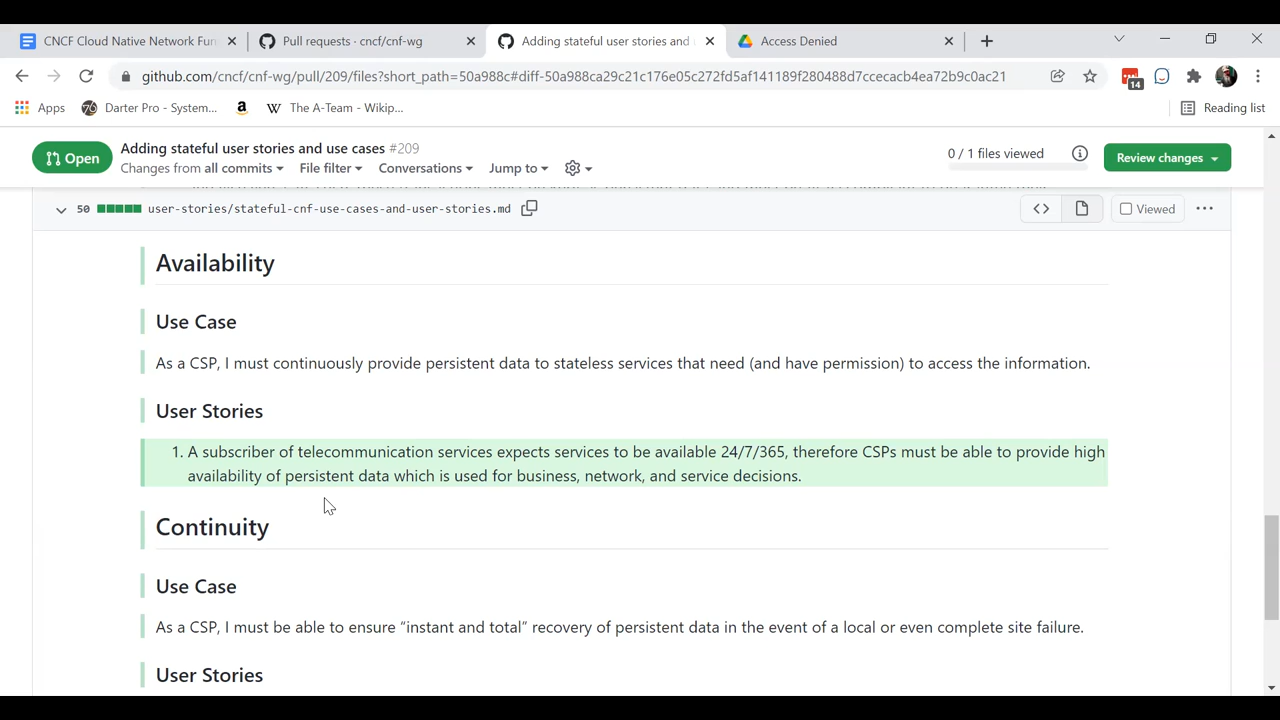 CNCF Cloud Native Network Fun
Pull requests · cncf/cnf-wg
Adding stateful user stories and
Access Denied
github.com/cncf/cnf-wg/pull/209/files?short_path=50a988c#diff-50a988ca29c21c176e05c272fd5af141189f280488d7ccecacb4ea72b9c0ac21
14
Apps
76
Darter Pro - System...
a
W
The A-Team - Wikip...
Reading list
Open
Adding stateful user stories and use cases #209
Changes from all commits
File filter
Conversations
Jump to
0 / 1 files viewed
Review changes
50
user-stories/stateful-cnf-use-cases-and-user-stories.md
<>
Viewed
Availability
Use Case
As a CSP, I must continuously provide persistent data to stateless services that need (and have permission) to access the information.
User Stories
1. A subscriber of telecommunication services expects services to be available 24/7/365, therefore CSPs must be able to provide high
availability of persistent data which is used for business, network, and service decisions.
Continuity
Use Case
As a CSP, I must be able to ensure “instant and total” recovery of persistent data in the event of a local or even complete site failure.
User Stories